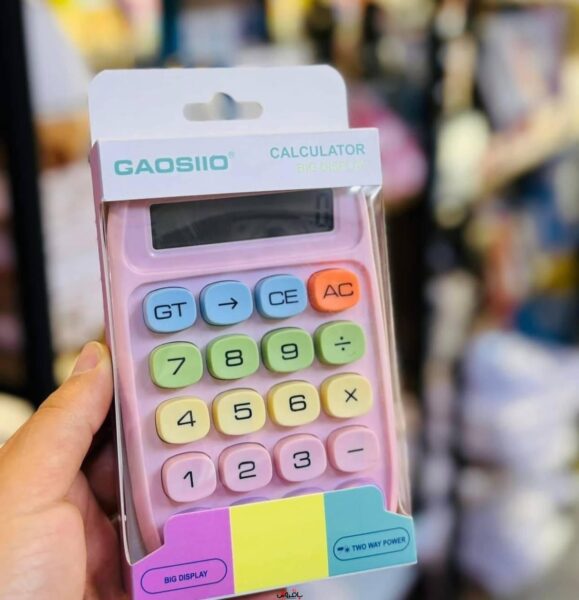 GAOSIIO®
CALCULATOR
BIG DISPLAY
0
GT → CE AC
7 8 9 ÷
4 5 6 ×
1 2 3 −
BIG DISPLAY
TWO WAY POWER